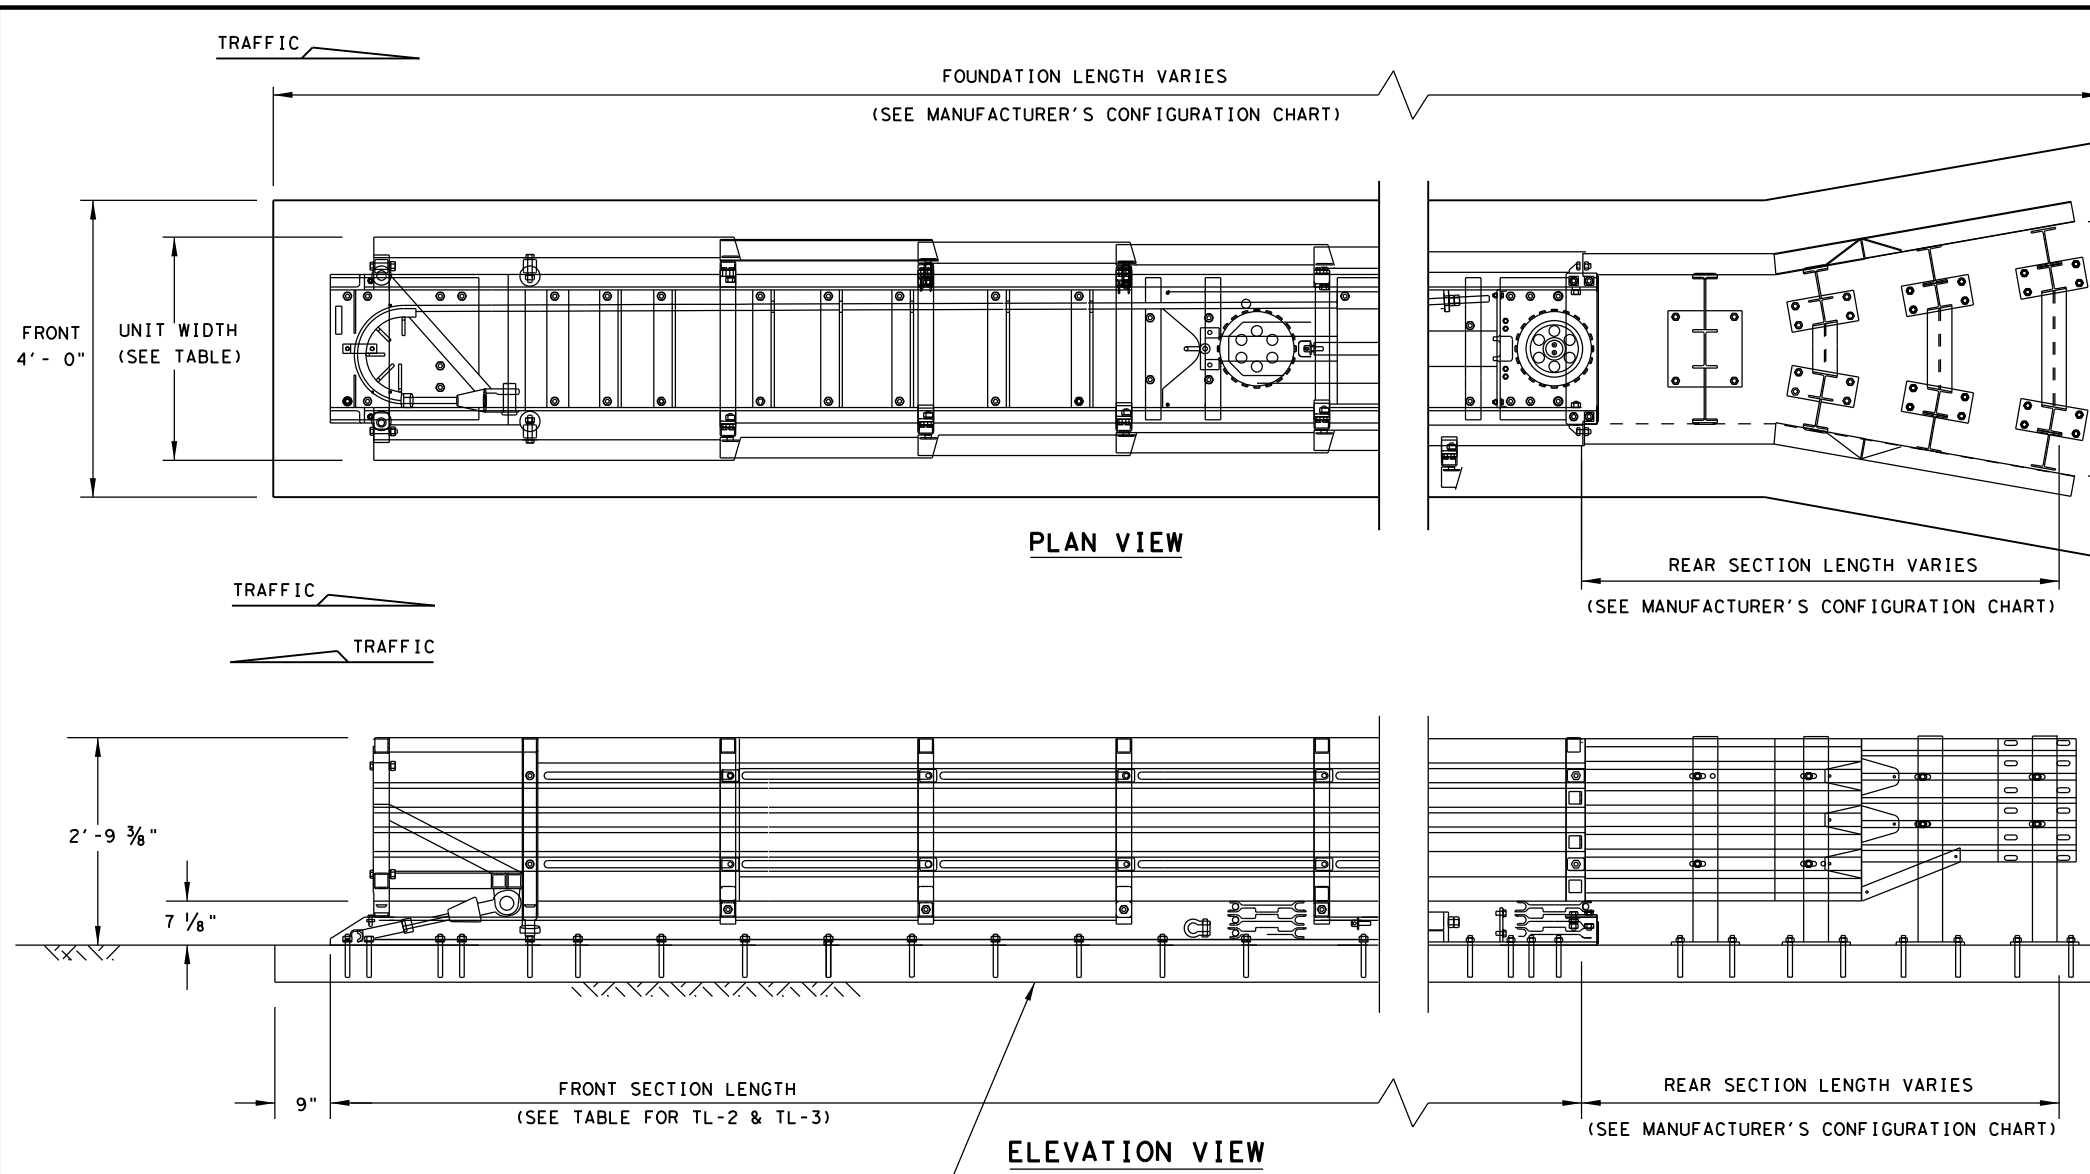 TRAFFIC
FOUNDATION LENGTH VARIES
(SEE MANUFACTURER'S CONFIGURATION CHART)
FRONT
4'- 0"
UNIT WIDTH
(SEE TABLE)
PLAN VIEW
REAR SECTION LENGTH VARIES
(SEE MANUFACTURER'S CONFIGURATION CHART)
TRAFFIC
TRAFFIC
2'-9 ⅜"
7 ⅛"
9"
FRONT SECTION LENGTH
(SEE TABLE FOR TL-2 & TL-3)
REAR SECTION LENGTH VARIES
(SEE MANUFACTURER'S CONFIGURATION CHART)
ELEVATION VIEW